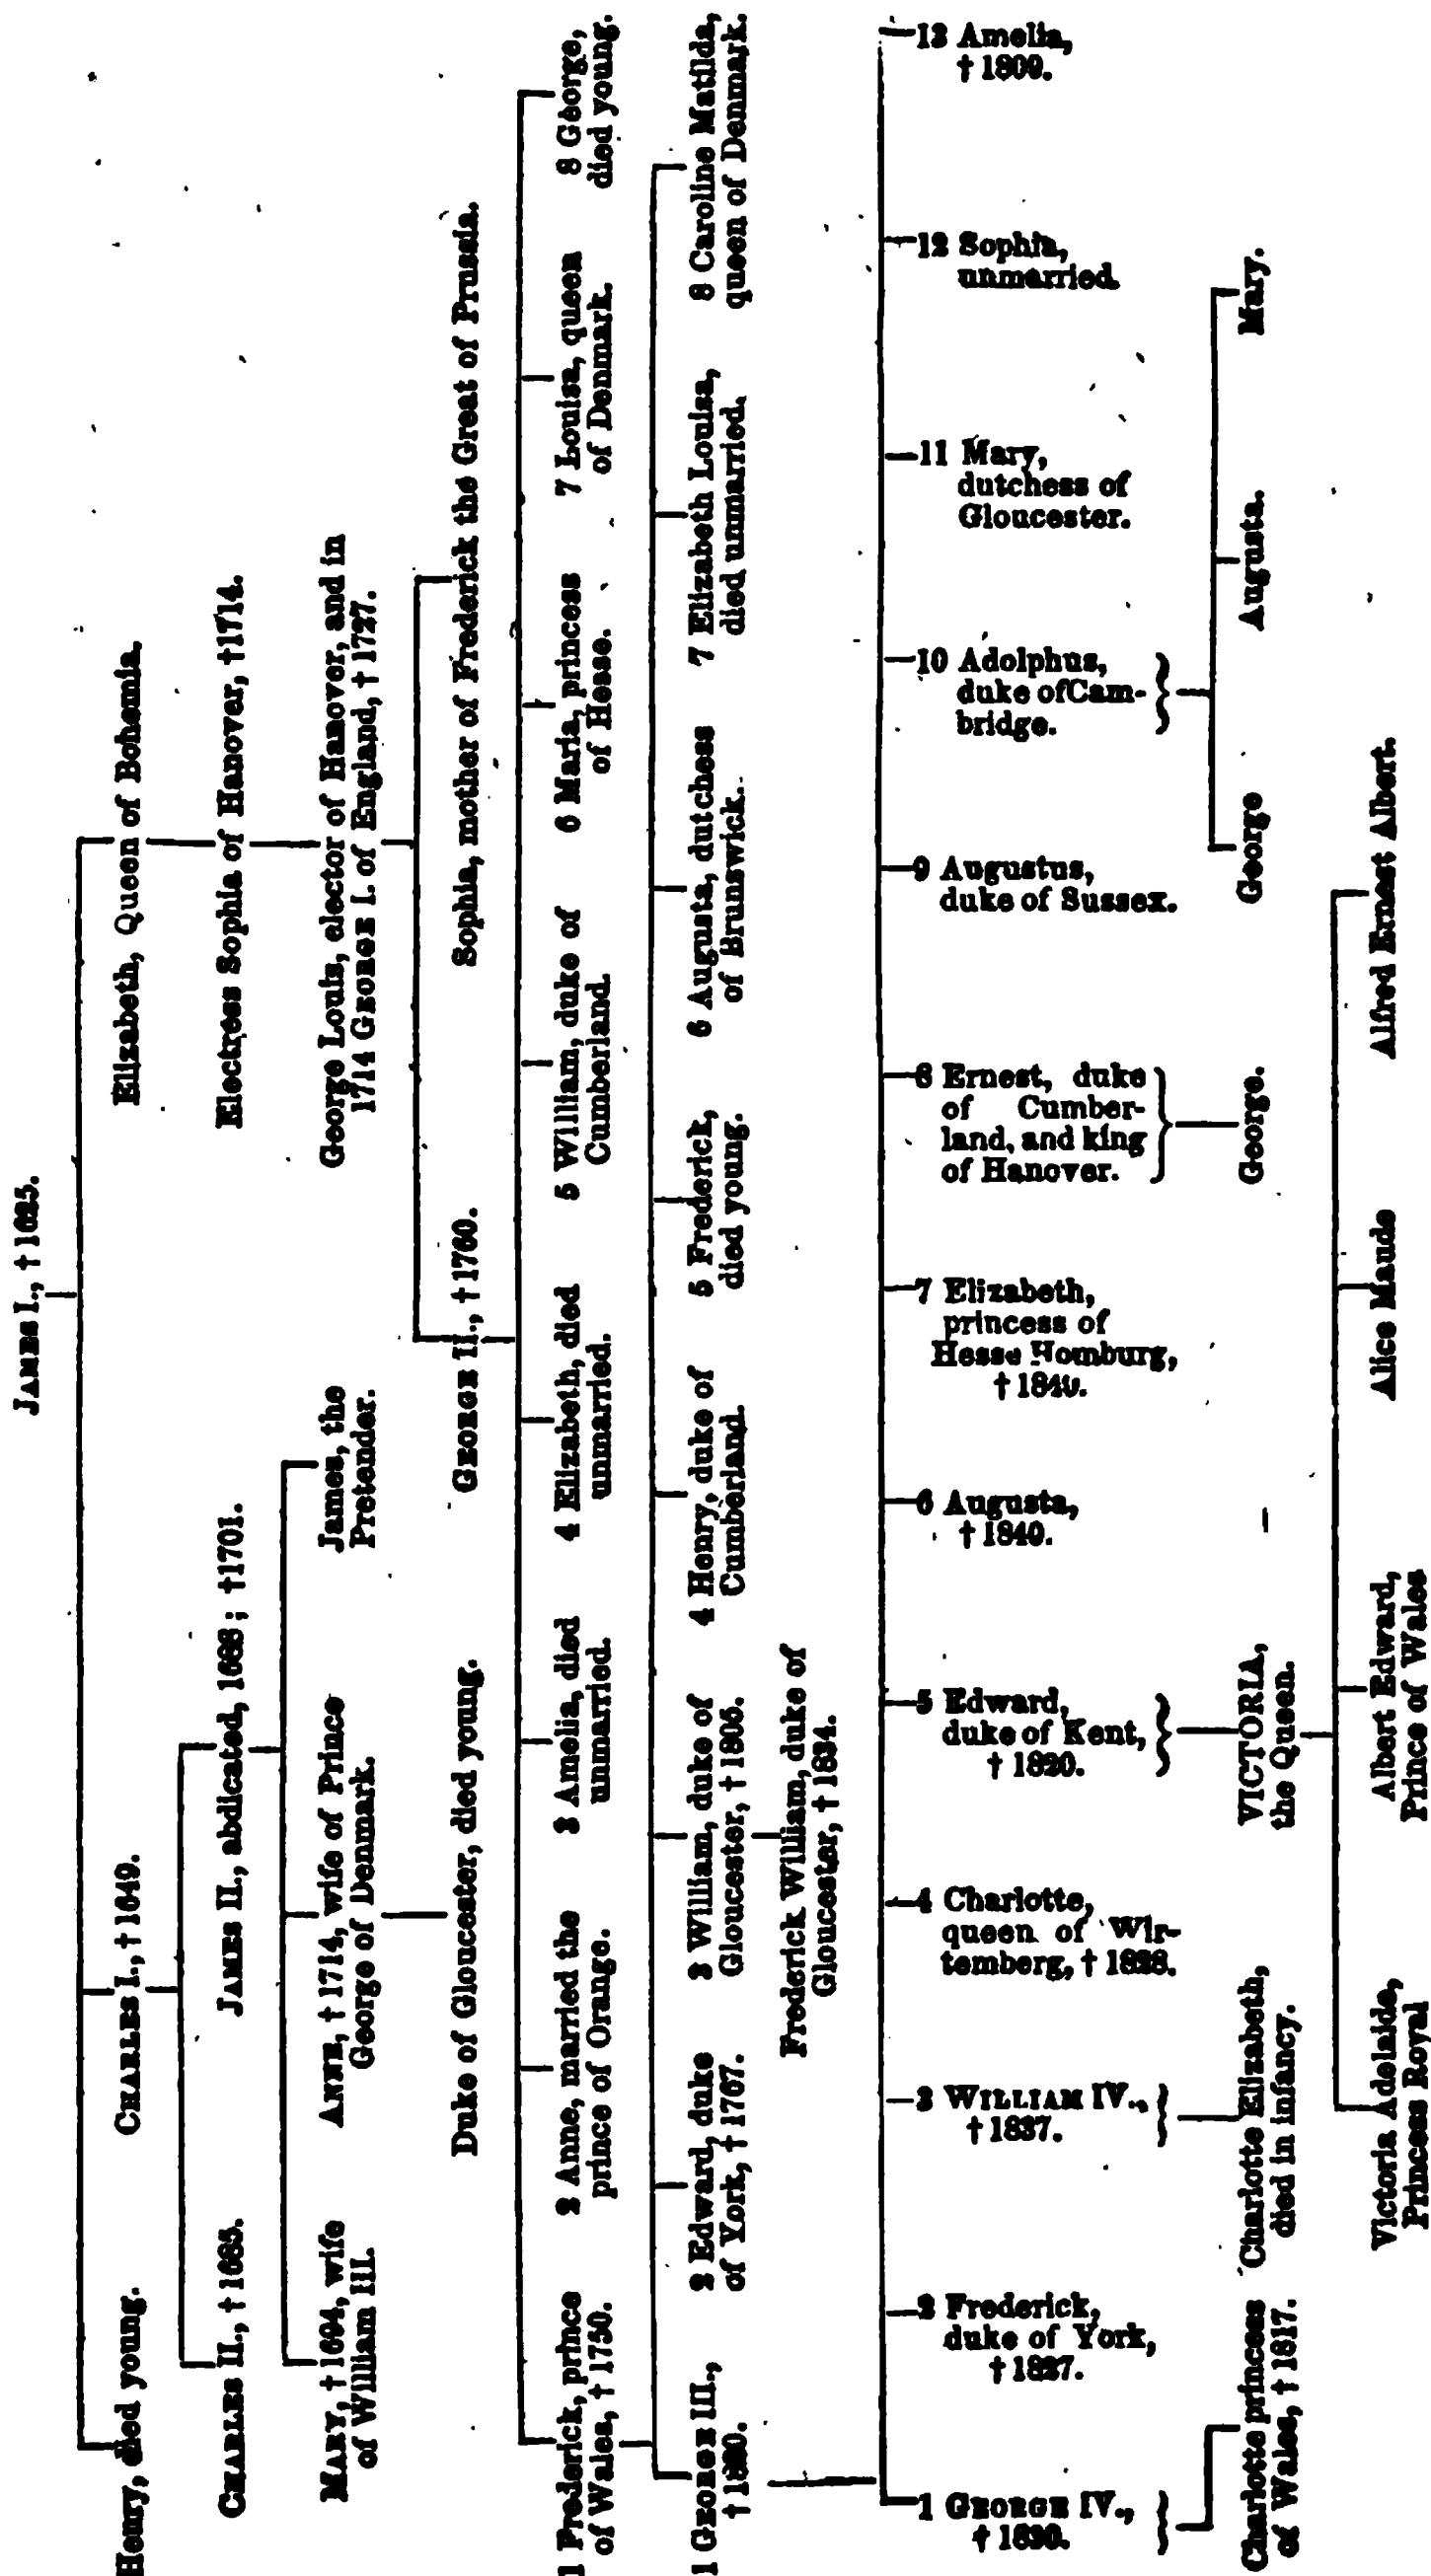 JAMES I., † 1625.
Henry, died young.
CHARLES I., † 1649.
Elizabeth, Queen of Bohemia.
CHARLES II., † 1685.
JAMES II., abdicated, 1688; †1701.
Electress Sophia of Hanover, †1714.
MARY, † 1694, wife
of William III.
ANNE, † 1714, wife of Prince
George of Denmark.
James, the
Pretender.
George Louis, elector of Hanover, and in
1714 GEORGE I. of England, † 1727.
Duke of Gloucester, died young.
GEORGE II., † 1760.
Sophia, mother of Frederick the Great of Prussia.
1 Frederick, prince
of Wales, † 1750.
2 Anne, married the
prince of Orange.
3 Amelia, died
unmarried.
4 Elizabeth, died
unmarried.
5 William, duke of
Cumberland.
6 Maria, princess
of Hesse.
7 Louisa, queen
of Denmark.
8 George,
died young.
1 GEORGE III.,
† 1820.
2 Edward, duke
of York, † 1767.
3 William, duke of
Gloucester, † 1805.
4 Henry, duke of
Cumberland.
5 Frederick,
died young.
6 Augusta, dutchess
of Brunswick.
7 Elizabeth Louisa,
died unmarried.
8 Caroline Matilda,
queen of Denmark.
Frederick William, duke of
Gloucester, † 1834.
1 GEORGE IV.,
† 1830.
2 Frederick,
duke of York,
† 1827.
3 WILLIAM IV.,
† 1837.
4 Charlotte,
queen of Wir-
temberg, † 1828.
5 Edward,
duke of Kent,
† 1820.
6 Augusta,
† 1840.
7 Elizabeth,
princess of
Hesse Homburg,
† 1840.
8 Ernest, duke
of Cumber-
land, and king
of Hanover.
9 Augustus,
duke of Sussex.
10 Adolphus,
duke of Cam-
bridge.
11 Mary,
dutchess of
Gloucester.
12 Sophia,
unmarried.
13 Amelia,
† 1809.
Charlotte princess
of Wales, † 1817.
Charlotte Elizabeth,
died in infancy.
VICTORIA,
the Queen.
George.
George
Augusta.
Mary.
Victoria Adelaide,
Princess Royal
Albert Edward,
Prince of Wales
Alice Maude
Alfred Ernest Albert.